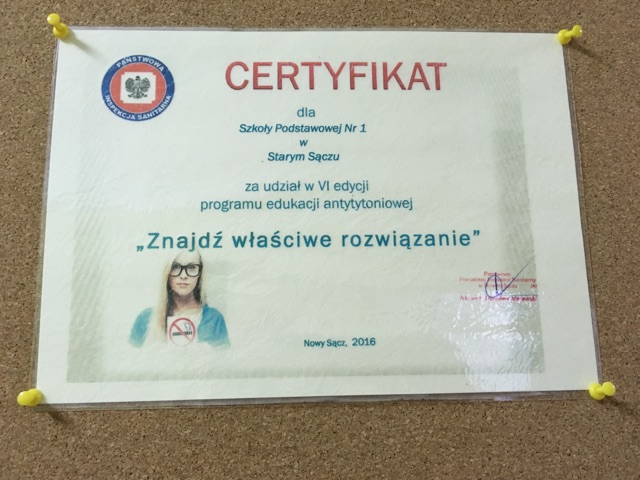 PAŃSTWOWA
INSPEKCJA SANITARNA
CERTYFIKAT
dla
Szkoły Podstawowej Nr 1
w
Starym Sączu
za udział w VI edycji
programu edukacji antytytoniowej
„Znajdź właściwe rozwiązanie”
Nowy Sącz, 2016